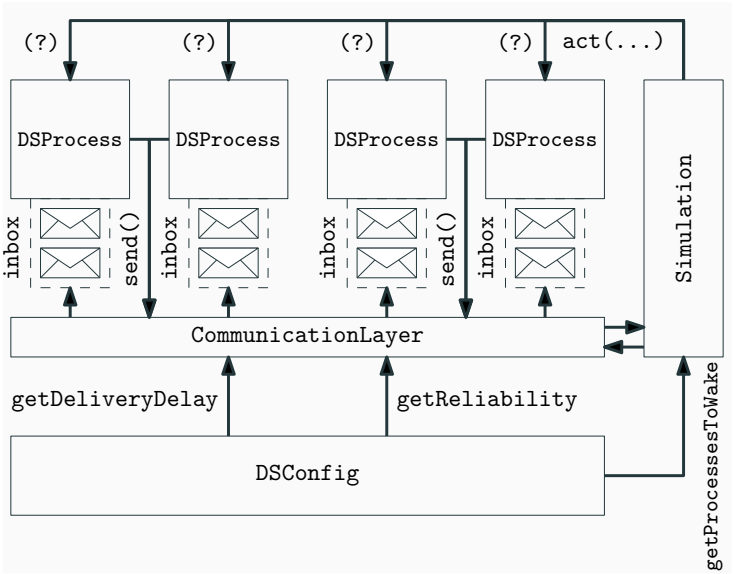 (?)
(?)
(?)
(?)
act(...)
DSProcess
DSProcess
DSProcess
DSProcess
Simulation
inbox
send()
inbox
inbox
send()
inbox
CommunicationLayer
getDeliveryDelay
getReliability
getProcessesToWake
DSConfig